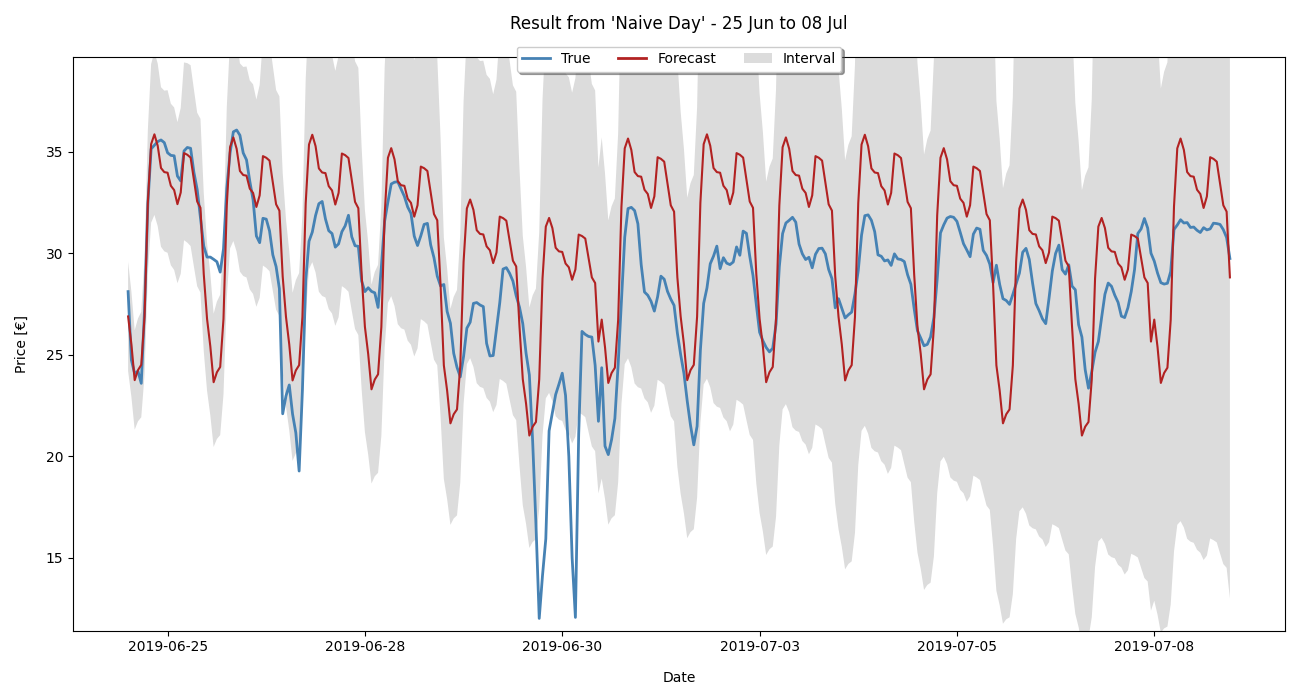 Result from 'Naive Day' - 25 Jun to 08 Jul
True
Forecast
Interval
Price [€]
35
30
25
20
15
2019-06-25
2019-06-28
2019-06-30
2019-07-03
2019-07-05
2019-07-08
Date